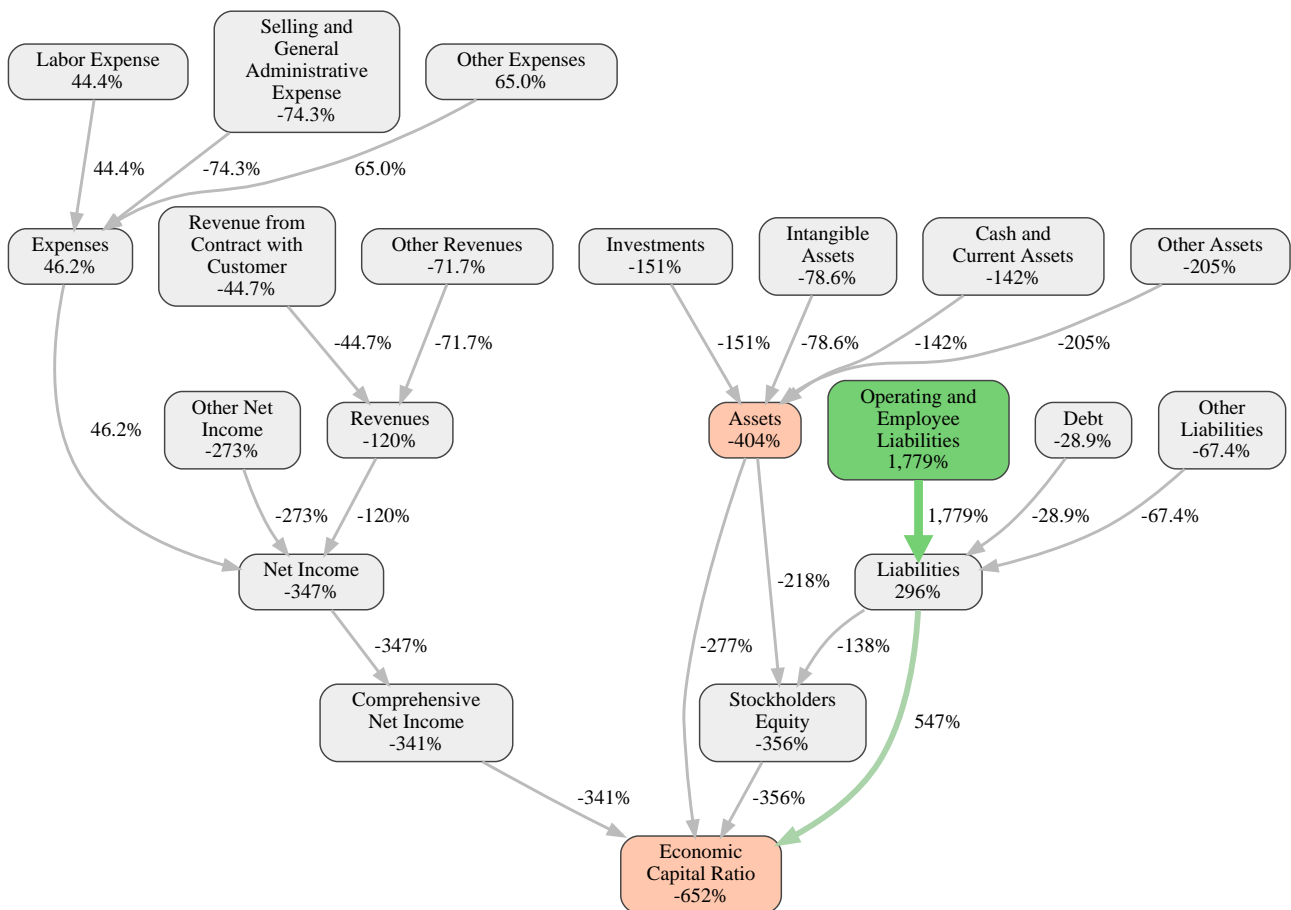 Labor Expense
44.4%
Selling and
General
Administrative
Expense
-74.3%
Other Expenses
65.0%
44.4%
-74.3%
65.0%
Expenses
46.2%
Revenue from
Contract with
Customer
-44.7%
Other Revenues
-71.7%
Investments
-151%
Intangible
Assets
-78.6%
Cash and
Current Assets
-142%
Other Assets
-205%
-44.7%
-71.7%
-151%
-78.6%
-142%
-205%
46.2%
Other Net
Income
-273%
Revenues
-120%
Assets
-404%
Operating and
Employee
Liabilities
1,779%
Debt
-28.9%
Other
Liabilities
-67.4%
-273%
-120%
1,779%
-28.9%
-67.4%
Net Income
-347%
-218%
Liabilities
296%
-347%
-277%
-138%
Comprehensive
Net Income
-341%
Stockholders
Equity
-356%
547%
-341%
-356%
Economic
Capital Ratio
-652%